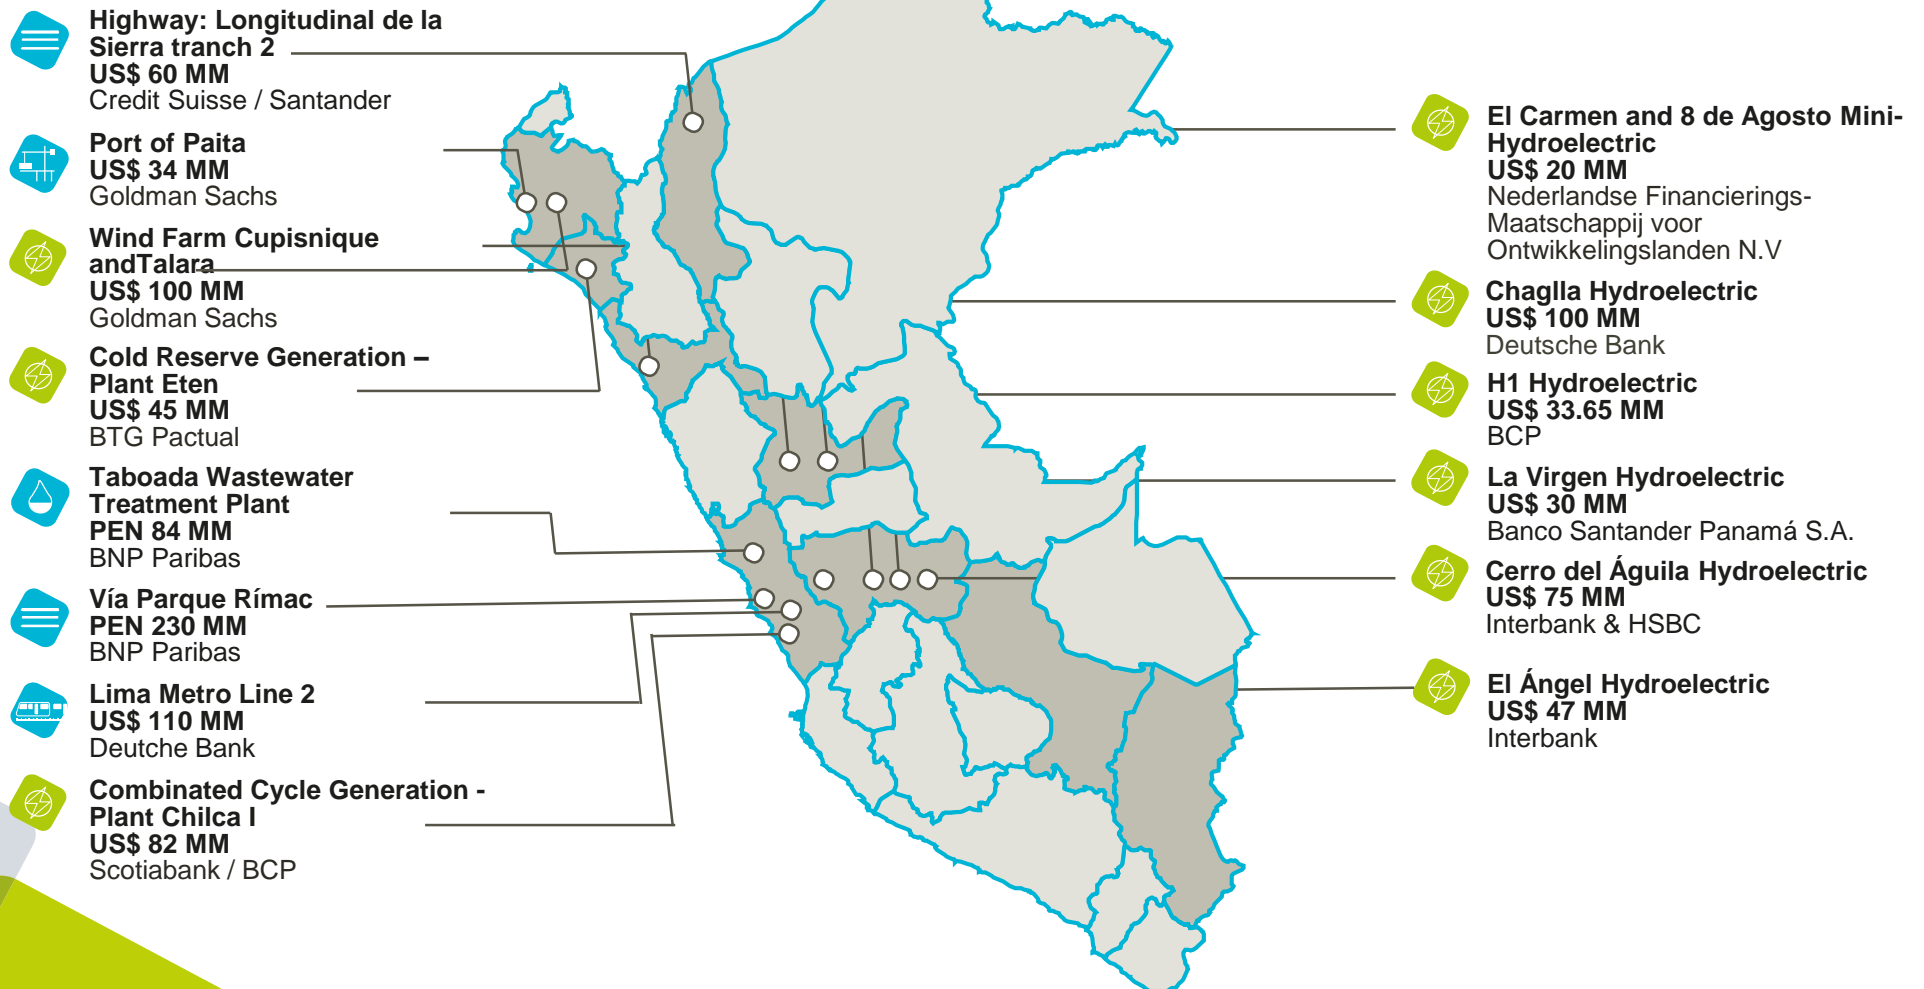 Highway: Longitudinal de la
Sierra tranch 2
US$ 60 MM
Credit Suisse / Santander
Port of Paita
US$ 34 MM
Goldman Sachs
Wind Farm Cupisnique
andTalara
US$ 100 MM
Goldman Sachs
Cold Reserve Generation –
Plant Eten
US$ 45 MM
BTG Pactual
Taboada Wastewater
Treatment Plant
PEN 84 MM
BNP Paribas
Vía Parque Rímac
PEN 230 MM
BNP Paribas
Lima Metro Line 2
US$ 110 MM
Deutche Bank
Combinated Cycle Generation -
Plant Chilca I
US$ 82 MM
Scotiabank / BCP
El Carmen and 8 de Agosto Mini-
Hydroelectric
US$ 20 MM
Nederlandse Financierings-
Maatschappij voor
Ontwikkelingslanden N.V
Chaglla Hydroelectric
US$ 100 MM
Deutsche Bank
H1 Hydroelectric
US$ 33.65 MM
BCP
La Virgen Hydroelectric
US$ 30 MM
Banco Santander Panamá S.A.
Cerro del Águila Hydroelectric
US$ 75 MM
Interbank & HSBC
El Ángel Hydroelectric
US$ 47 MM
Interbank